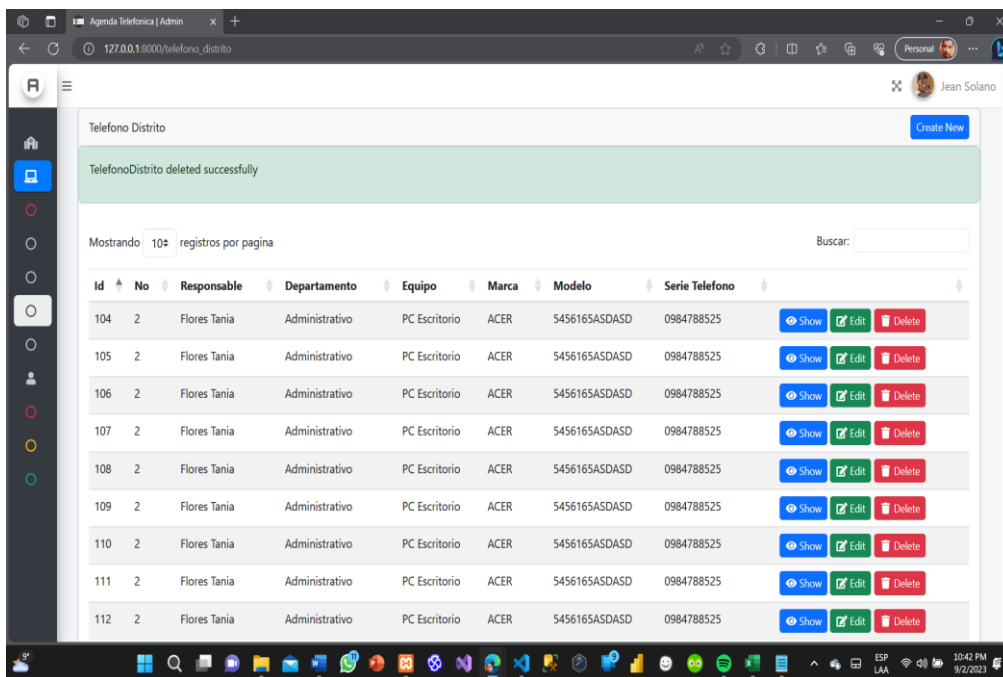 Agenda Telefonica | Admin
127.0.0.1:8000/telefono_distrito
Personal
Jean Solano
Telefono Distrito
Create New
TelefonoDistrito deleted successfully
Mostrando 10 registros por pagina
Buscar:
Id No Responsable Departamento Equipo Marca Modelo Serie Telefono
104 2 Flores Tania Administrativo PC Escritorio ACER 5456165ASDASD 0984788525 Show Edit Delete
105 2 Flores Tania Administrativo PC Escritorio ACER 5456165ASDASD 0984788525 Show Edit Delete
106 2 Flores Tania Administrativo PC Escritorio ACER 5456165ASDASD 0984788525 Show Edit Delete
107 2 Flores Tania Administrativo PC Escritorio ACER 5456165ASDASD 0984788525 Show Edit Delete
108 2 Flores Tania Administrativo PC Escritorio ACER 5456165ASDASD 0984788525 Show Edit Delete
109 2 Flores Tania Administrativo PC Escritorio ACER 5456165ASDASD 0984788525 Show Edit Delete
110 2 Flores Tania Administrativo PC Escritorio ACER 5456165ASDASD 0984788525 Show Edit Delete
111 2 Flores Tania Administrativo PC Escritorio ACER 5456165ASDASD 0984788525 Show Edit Delete
112 2 Flores Tania Administrativo PC Escritorio ACER 5456165ASDASD 0984788525 Show Edit Delete
9°
ESP
LAA
10:42 PM
9/2/2023